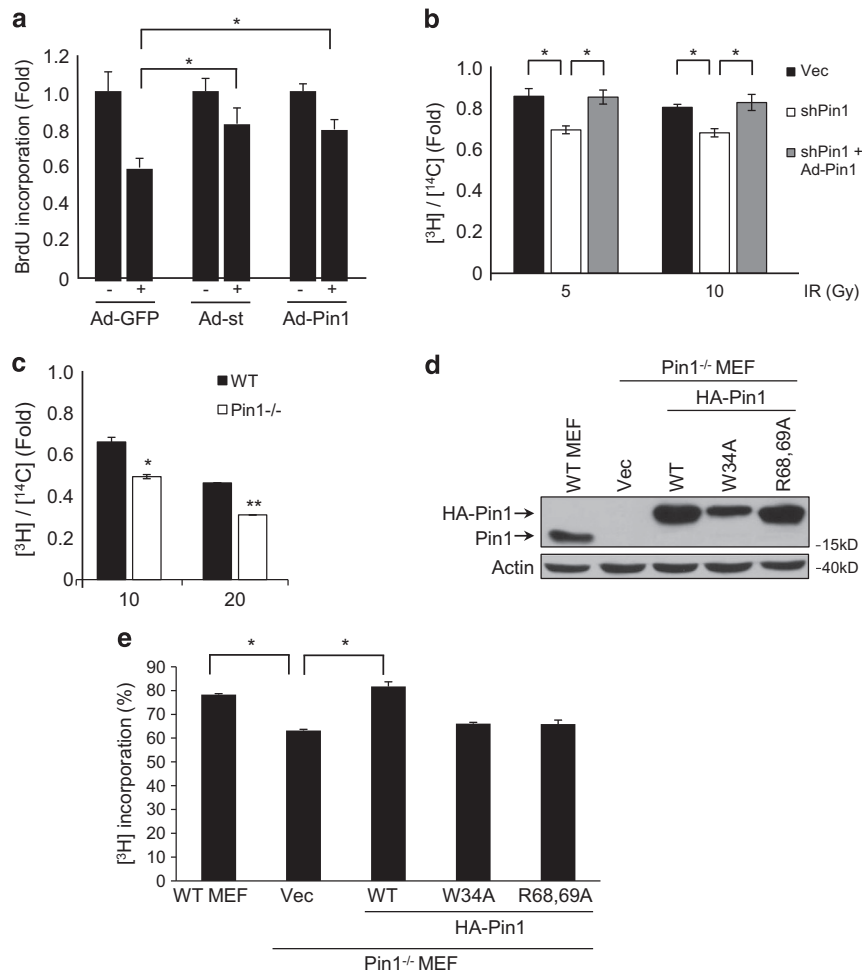 a
*
*
BrdU incorporation (Fold)
1.2
1.0
0.8
0.6
0.4
0.2
0
- + - + - +
Ad-GFP Ad-st Ad-Pin1
b
* * * *
[³H] / [¹⁴C] (Fold)
1.0
0.8
0.6
0.4
0.2
0
5 10 IR (Gy)
Vec
shPin1
shPin1 +
Ad-Pin1
c
[³H] / [¹⁴C] (Fold)
1.0
0.8
0.6
0.4
0.2
0
WT
Pin1-/-
*
**
10 20
d
Pin1⁻/⁻ MEF
HA-Pin1
WT MEF
Vec
WT
W34A
R68,69A
HA-Pin1→
Pin1→
-15kD
Actin
-40kD
e
* *
[³H] incorporation (%)
90
80
70
60
50
40
30
20
10
0
WT MEF Vec WT W34A R68,69A
HA-Pin1
Pin1⁻/⁻ MEF